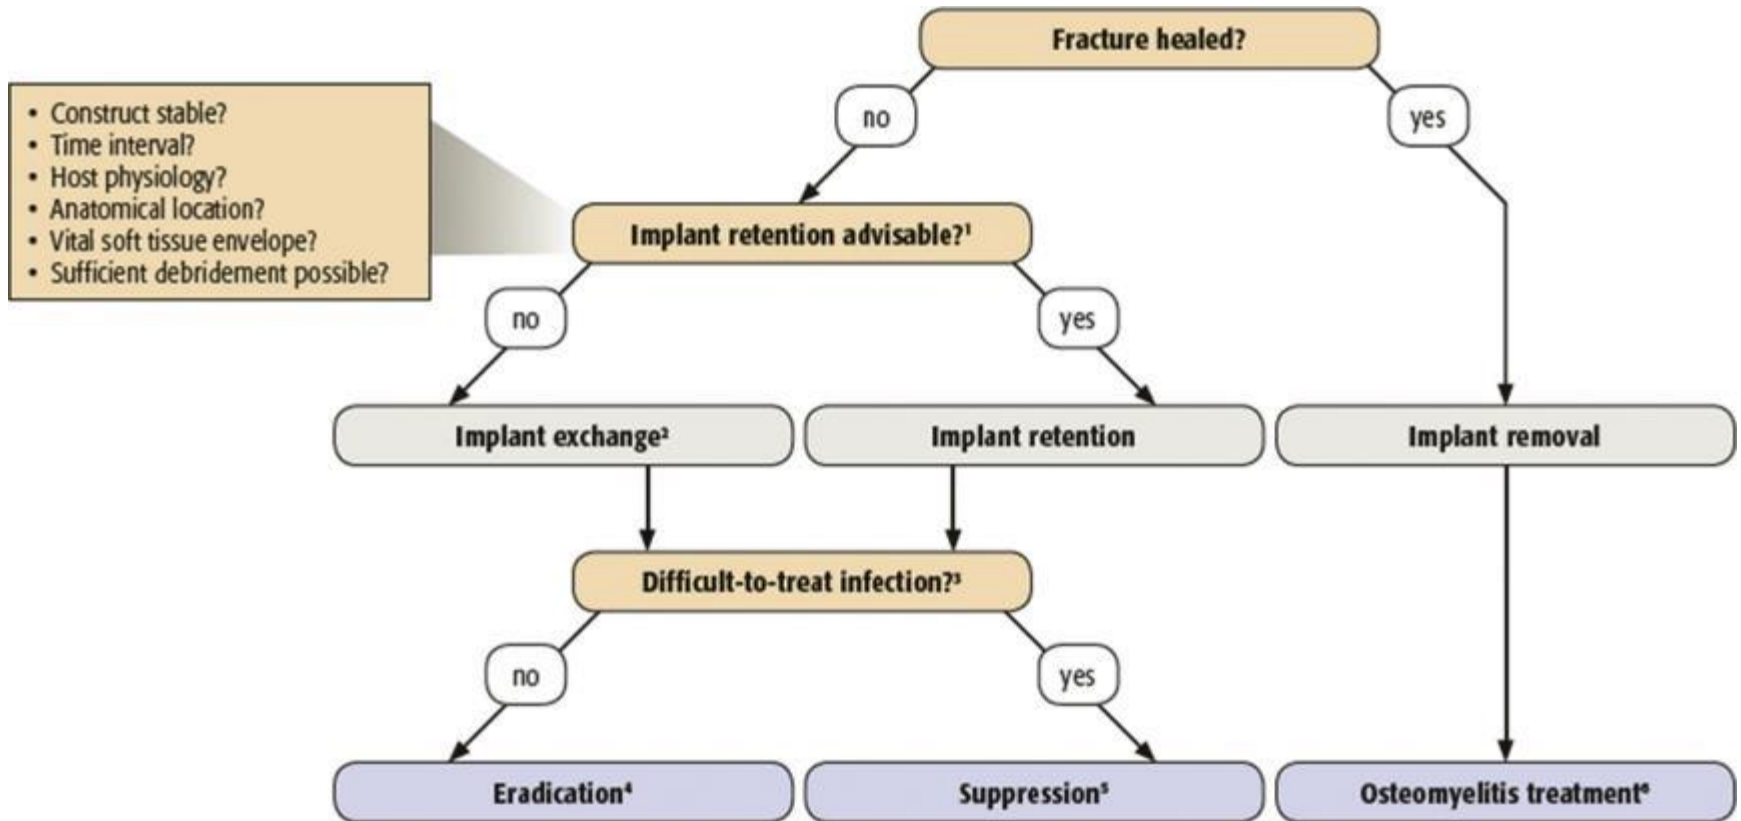 Fracture healed?
no
yes
• Construct stable?
• Time interval?
• Host physiology?
• Anatomical location?
• Vital soft tissue envelope?
• Sufficient debridement possible?
Implant retention advisable?¹
no
yes
Implant exchange²
Implant retention
Implant removal
Difficult-to-treat infection?³
no
yes
Eradication⁴
Suppression⁵
Osteomyelitis treatment⁶